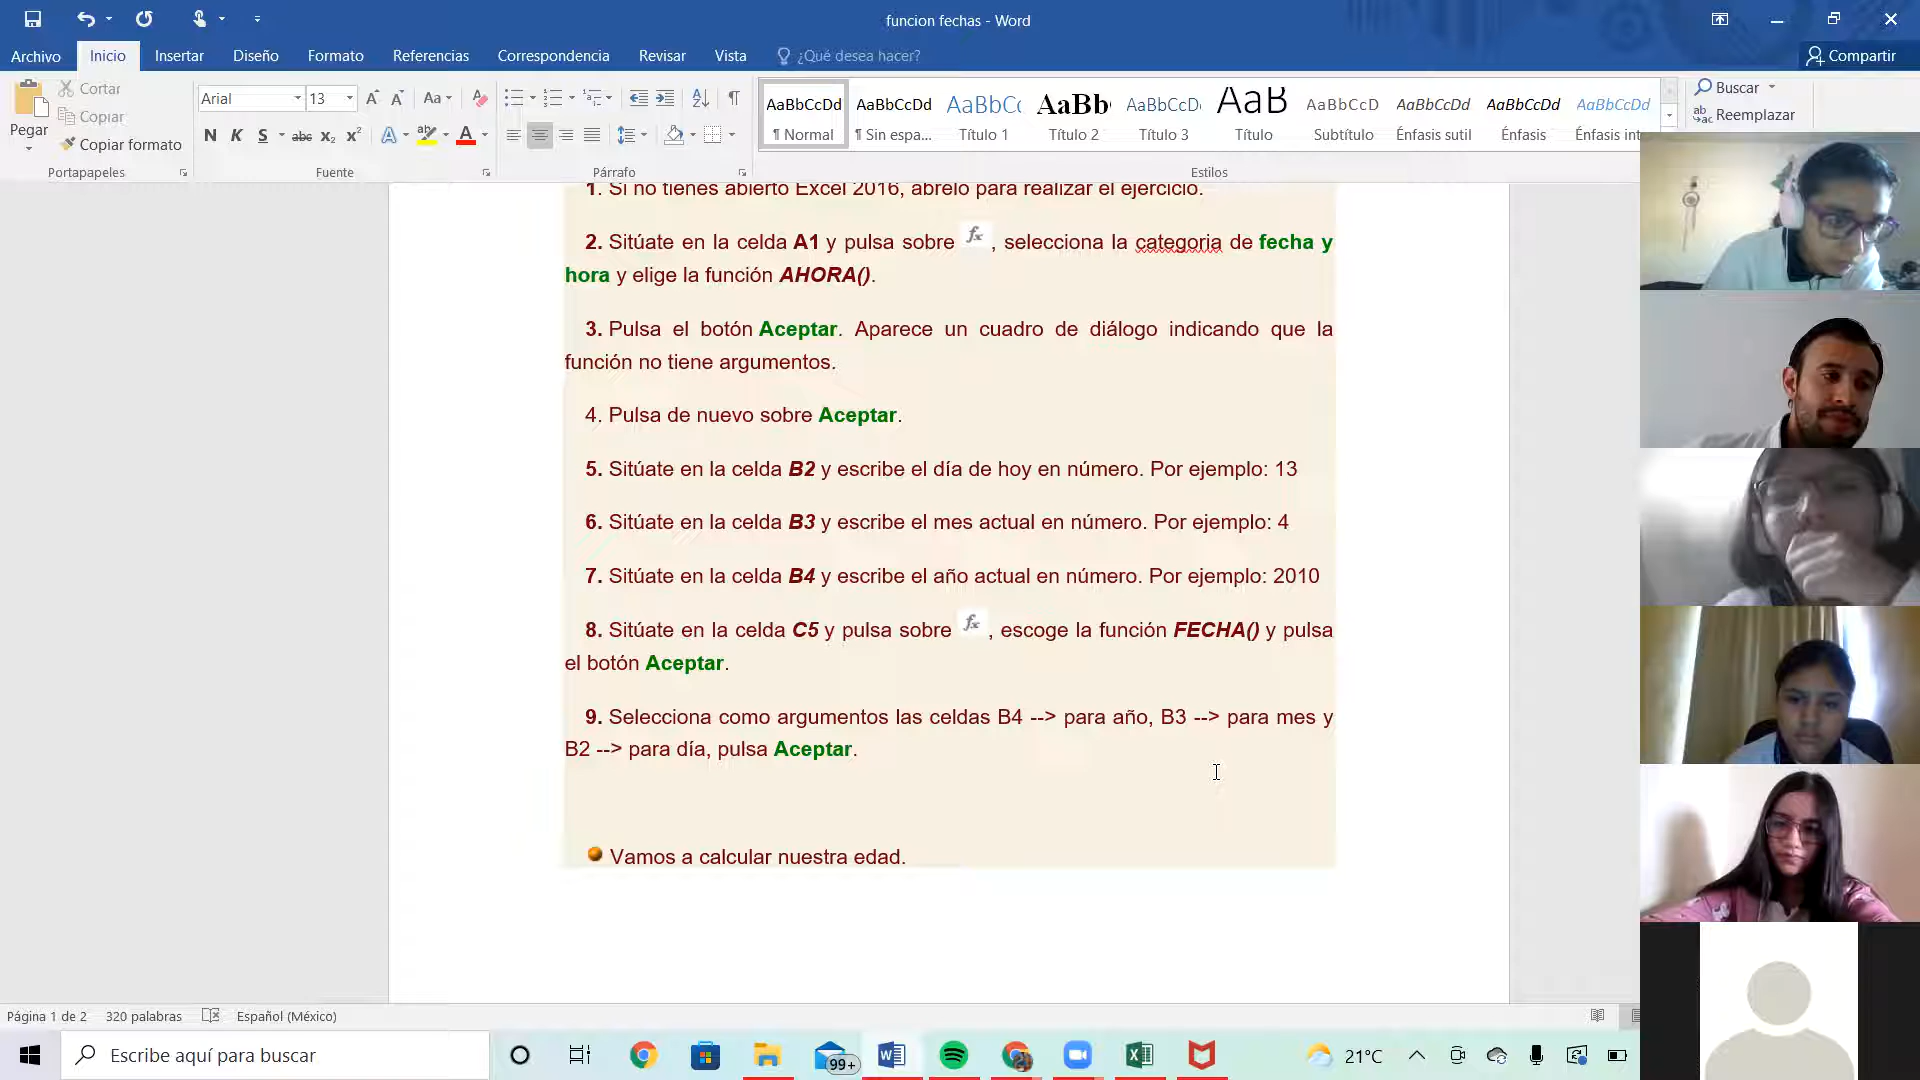 funcion fechas - Word
Archivo Inicio Insertar Diseño Formato Referencias Correspondencia Revisar Vista ¿Qué desea hacer? Compartir
Pegar
Cortar
Copiar
Copiar formato
Portapapeles
Arial 13
Fuente
Párrafo
AaBbCcDd AaBbCcDd AaBbC AaBb AaBbCcD AaB AaBbCcD AaBbCcDd AaBbCcDd AaBbCcDd
¶ Normal ¶ Sin espa... Título 1 Título 2 Título 3 Título Subtítulo Énfasis sutil Énfasis Énfasis int
Estilos
Buscar
Reemplazar
1. Si no tienes abierto Excel 2016, ábrelo para realizar el ejercicio.
2. Sitúate en la celda A1 y pulsa sobre fx, selecciona la categoria de fecha y
hora y elige la función AHORA().
3. Pulsa el botón Aceptar. Aparece un cuadro de diálogo indicando que la
función no tiene argumentos.
4. Pulsa de nuevo sobre Aceptar.
5. Sitúate en la celda B2 y escribe el día de hoy en número. Por ejemplo: 13
6. Sitúate en la celda B3 y escribe el mes actual en número. Por ejemplo: 4
7. Sitúate en la celda B4 y escribe el año actual en número. Por ejemplo: 2010
8. Sitúate en la celda C5 y pulsa sobre fx, escoge la función FECHA() y pulsa
el botón Aceptar.
9. Selecciona como argumentos las celdas B4 --> para año, B3 --> para mes y
B2 --> para día, pulsa Aceptar.
Vamos a calcular nuestra edad.
Página 1 de 2 320 palabras Español (México)
Escribe aquí para buscar 99+ 21°C